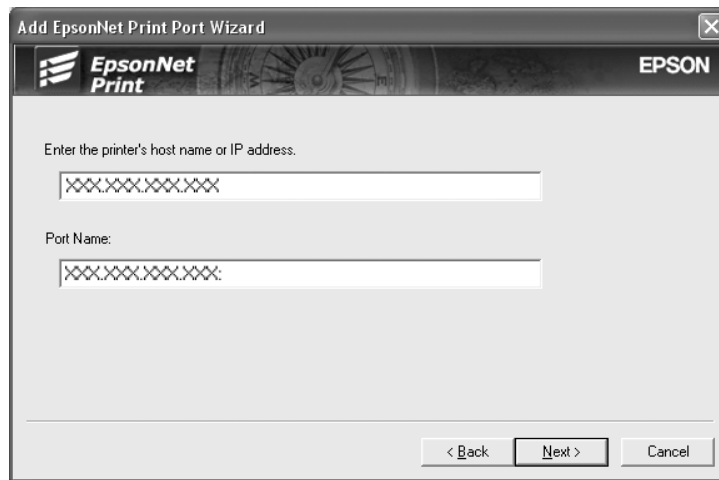 Add EpsonNet Print Port Wizard
EpsonNet
Print
EPSON
Enter the printer's host name or IP address.
XXX.XXX.XXX.XXX
Port Name:
XXX.XXX.XXX.XXX:
< Back
Next >
Cancel